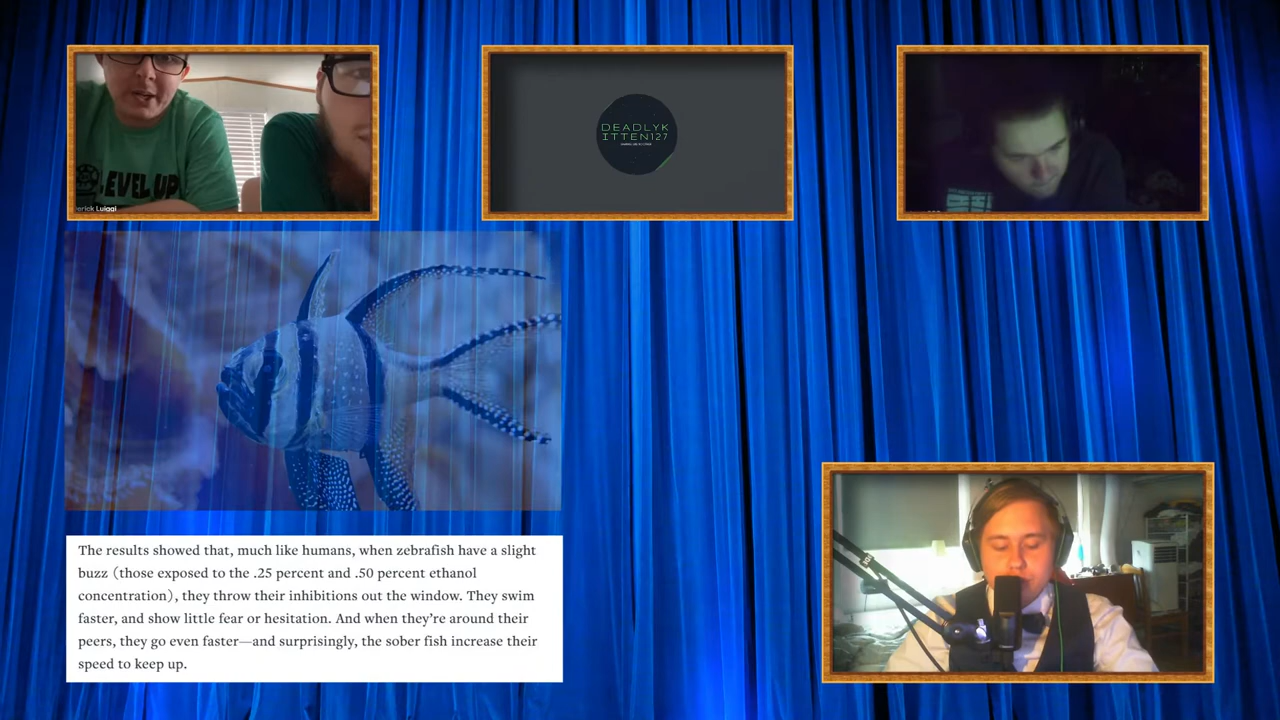 LEVEL UP
erick Luiggi
DEADLYK
ITTEN127
The results showed that, much like humans, when zebrafish have a slight
buzz (those exposed to the .25 percent and .50 percent ethanol
concentration), they throw their inhibitions out the window. They swim
faster, and show little fear or hesitation. And when they’re around their
peers, they go even faster—and surprisingly, the sober fish increase their
speed to keep up.